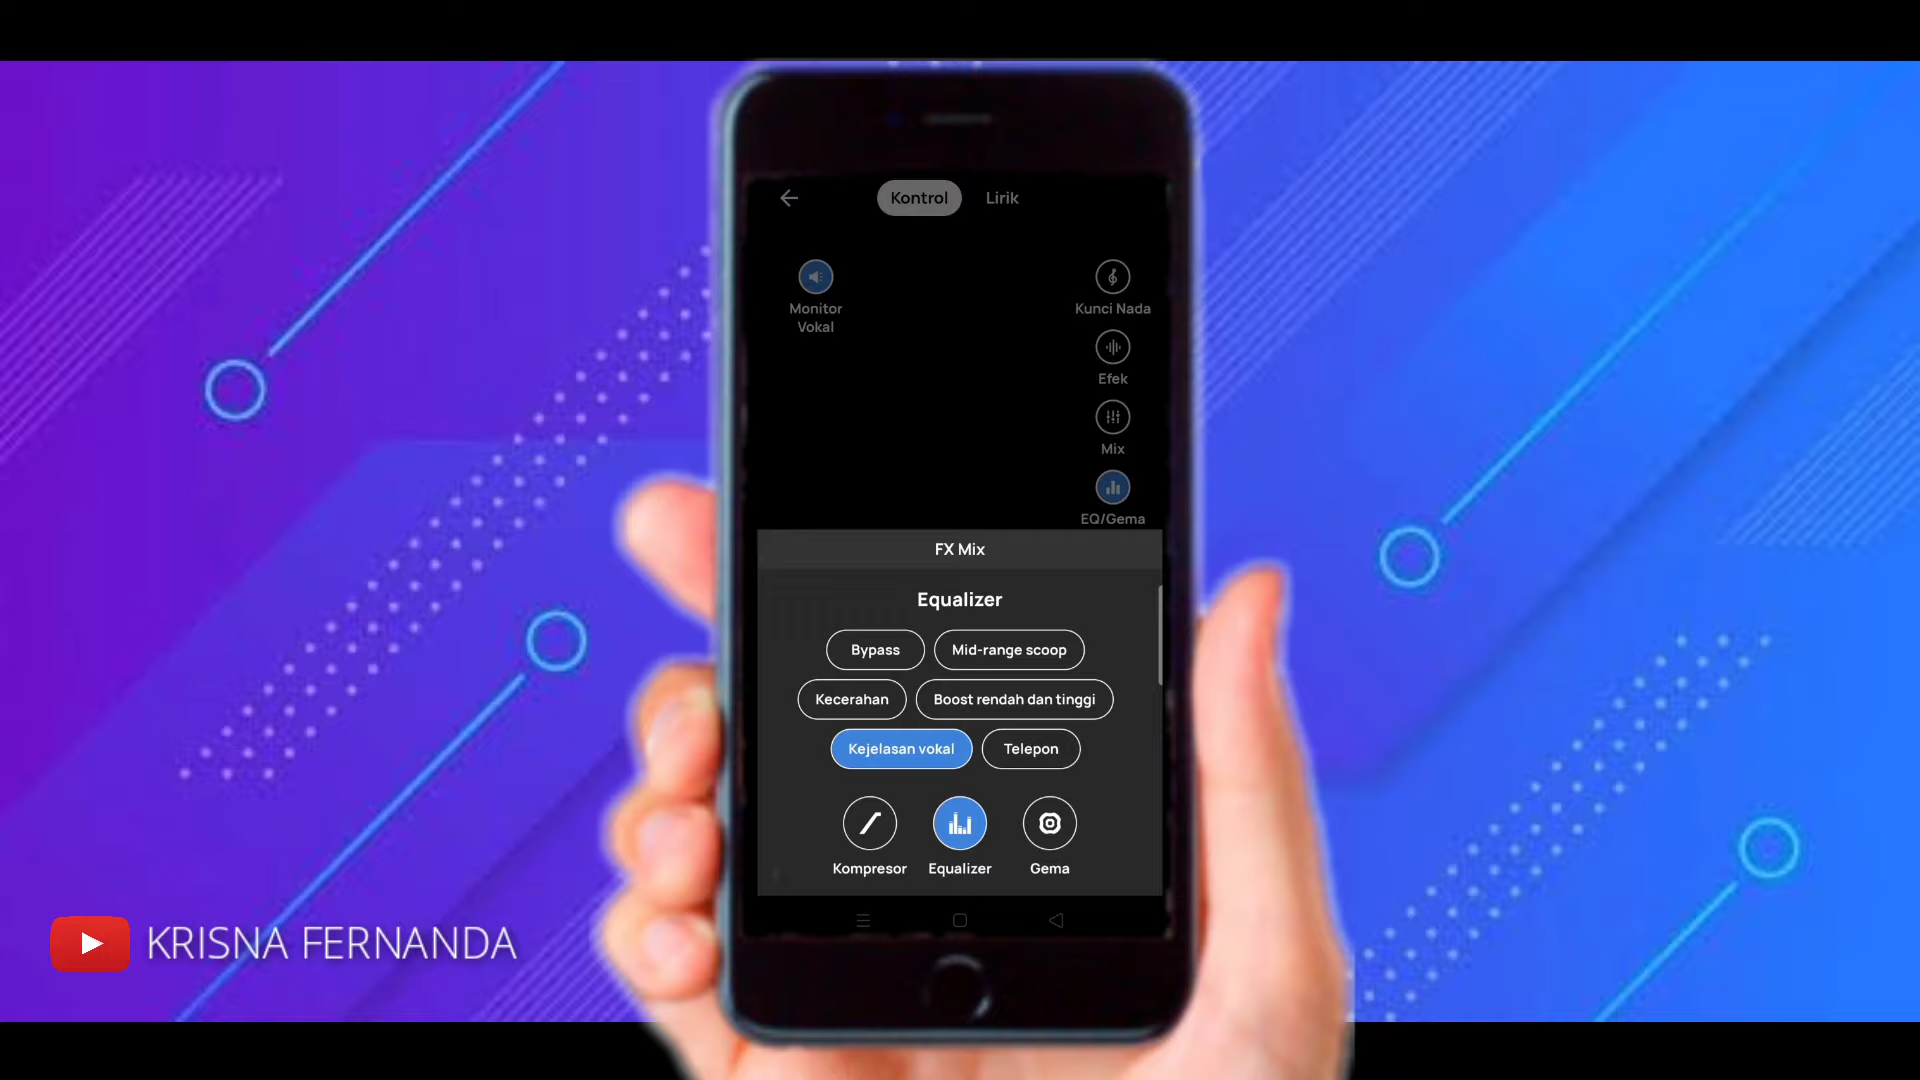 Kontrol Lirik
Monitor
Vokal
Kunci Nada
Efek
Mix
EQ/Gema
FX Mix
Equalizer
Bypass Mid-range scoop
Kecerahan Boost rendah dan tinggi
Kejelasan vokal Telepon
Kompresor Equalizer Gema
KRISNA FERNANDA